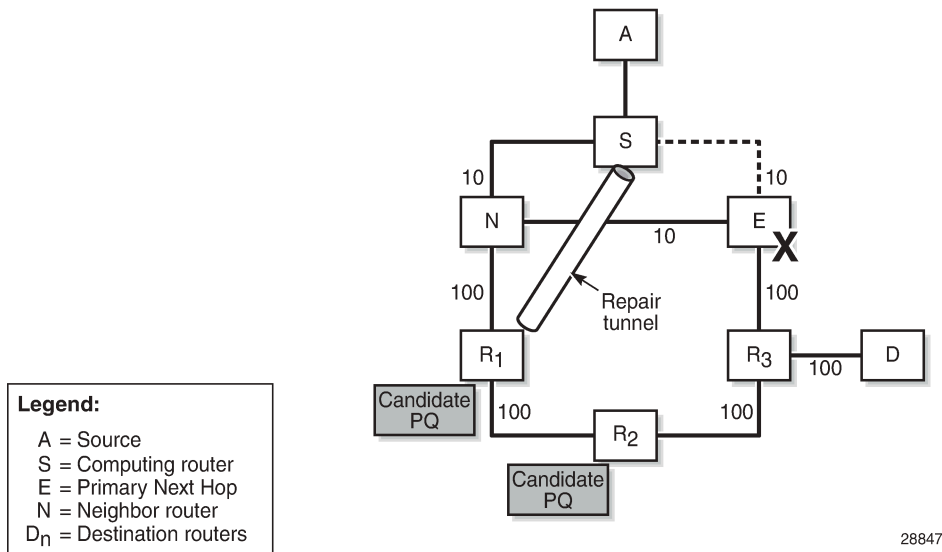 A
S
10
10
N
E
10
X
100
100
Repair
tunnel
R1
R3
D
100
Candidate
PQ
100
100
R2
Candidate
PQ
Legend:
A = Source
S = Computing router
E = Primary Next Hop
N = Neighbor router
Dn = Destination routers
28847